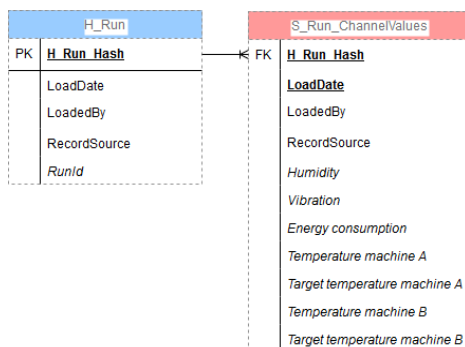 H_Run
PK H_Run_Hash
LoadDate
LoadedBy
RecordSource
RunId
S_Run_ChannelValues
FK H_Run_Hash
LoadDate
LoadedBy
RecordSource
Humidity
Vibration
Energy consumption
Temperature machine A
Target temperature machine A
Temperature machine B
Target temperature machine B